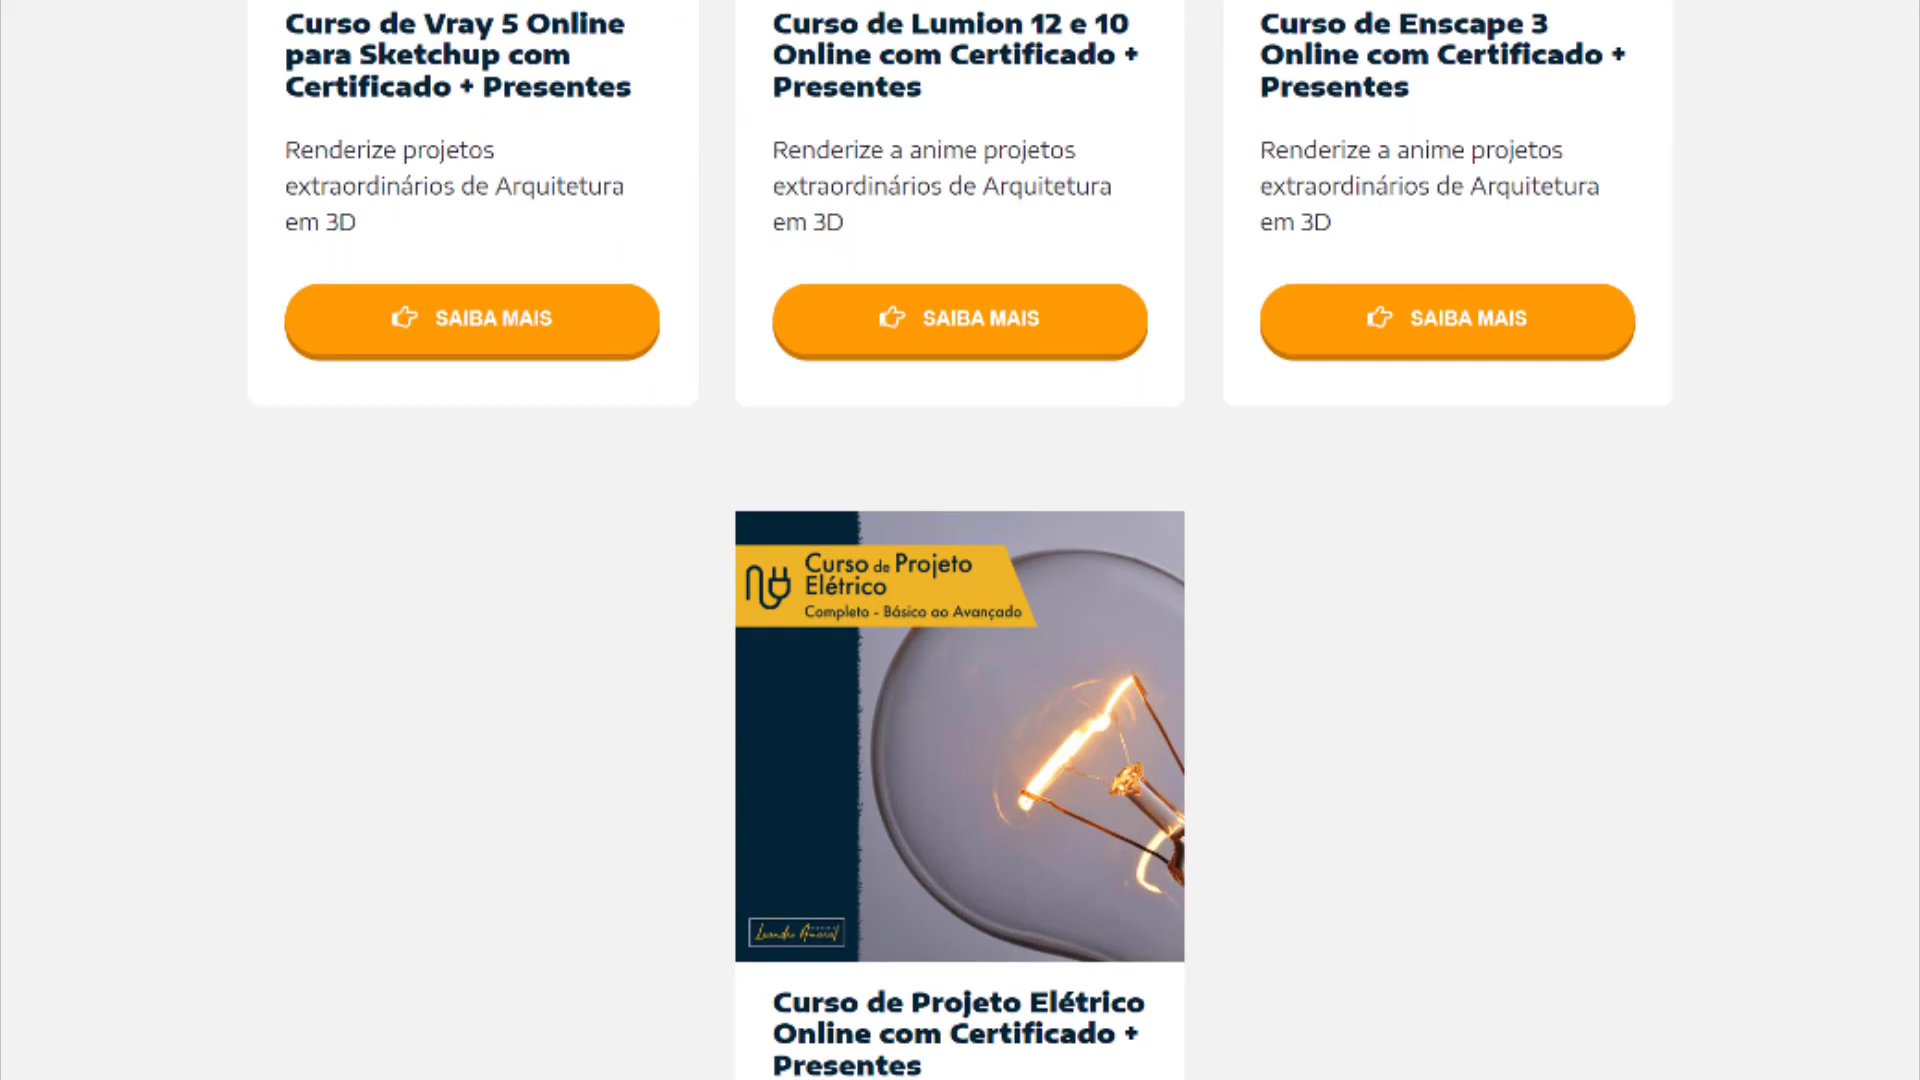 Curso de Vray 5 Online
para Sketchup com
Certificado + Presentes
Renderize projetos
extraordinários de Arquitetura
em 3D
SAIBA MAIS
Curso de Lumion 12 e 10
Online com Certificado +
Presentes
Renderize a anime projetos
extraordinários de Arquitetura
em 3D
SAIBA MAIS
Curso de Enscape 3
Online com Certificado +
Presentes
Renderize a anime projetos
extraordinários de Arquitetura
em 3D
SAIBA MAIS
Curso de Projeto
Elétrico
Completo - Básico ao Avançado
Leandro Amaral
Curso de Projeto Elétrico
Online com Certificado +
Presentes